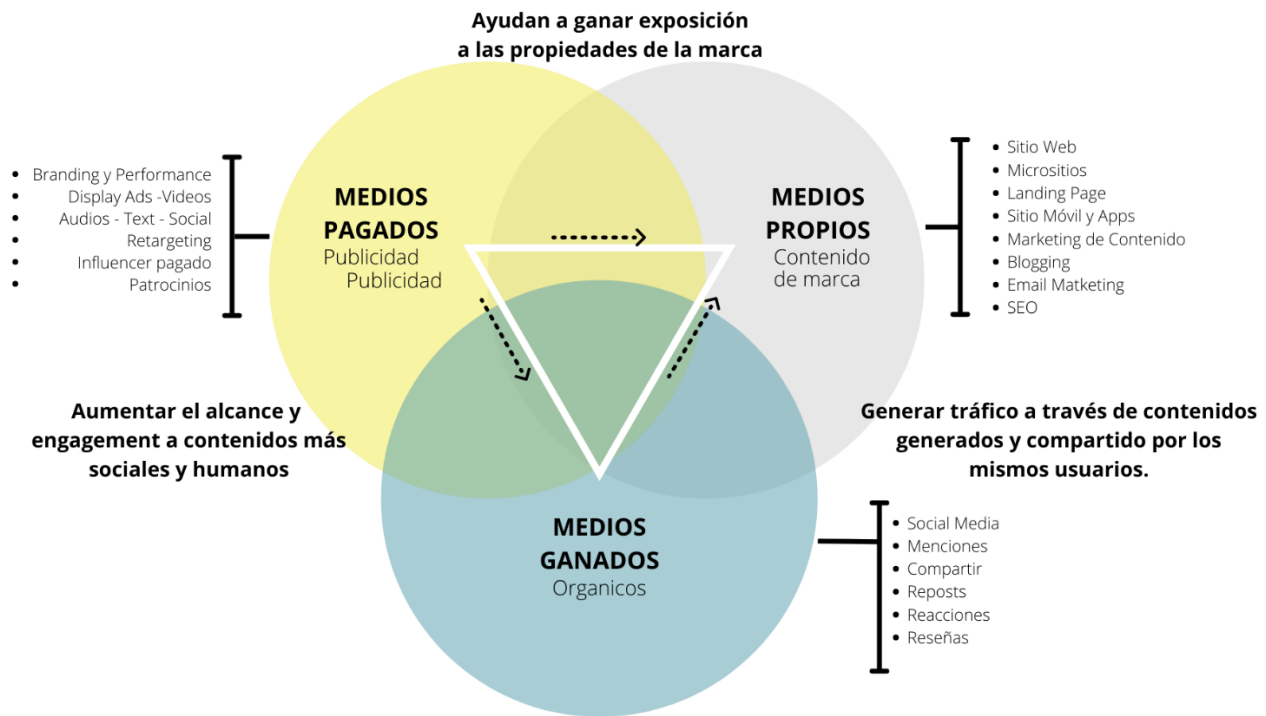 Ayudan a ganar exposición
a las propiedades de la marca
Branding y Performance
Display Ads -Videos
Audios - Text - Social
Retargeting
Influencer pagado
Patrocinios
MEDIOS
PAGADOS
Publicidad
Publicidad
MEDIOS
PROPIOS
Contenido
de marca
Sitio Web
Micrositios
Landing Page
Sitio Móvil y Apps
Marketing de Contenido
Blogging
Email Matketing
SEO
Aumentar el alcance y
engagement a contenidos más
sociales y humanos
Generar tráfico a través de contenidos
generados y compartido por los
mismos usuarios.
MEDIOS
GANADOS
Organicos
Social Media
Menciones
Compartir
Reposts
Reacciones
Reseñas